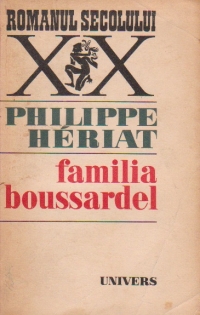 ROMANUL SECOLULUI
XX
PHILIPPE
HÉRIAT
familia
boussardel
UNIVERS